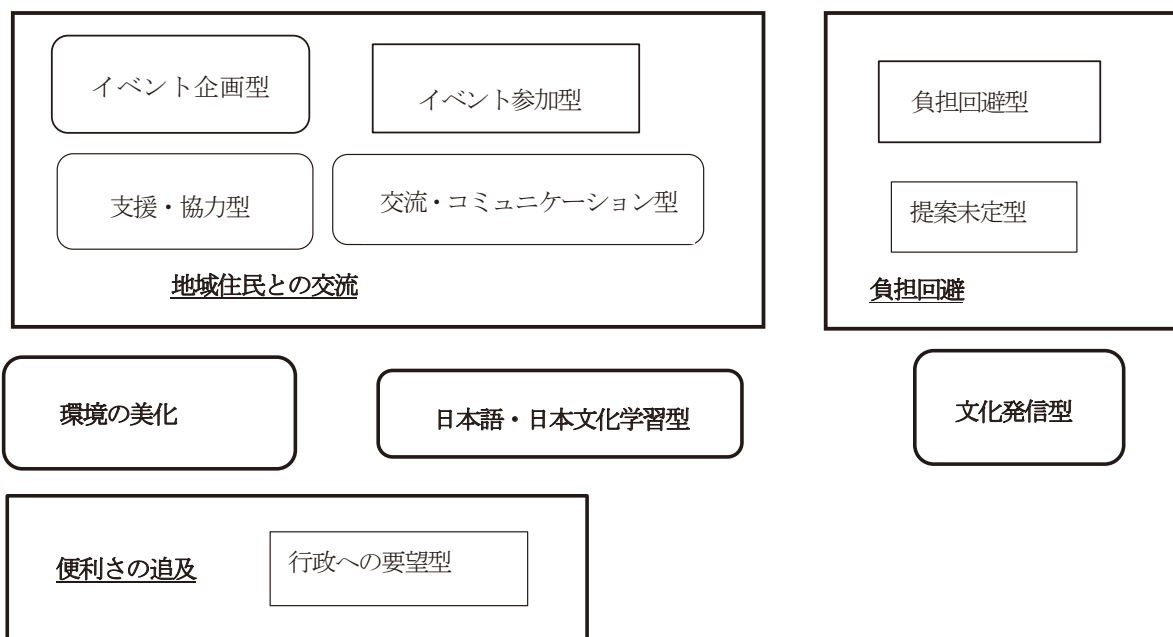 イベント企画型
イベント参加型
支援・協力型
交流・コミュニケーション型
地域住民との交流
負担回避型
提案未定型
負担回避
環境の美化
日本語・日本文化学習型
文化発信型
便利さの追及
行政への要望型